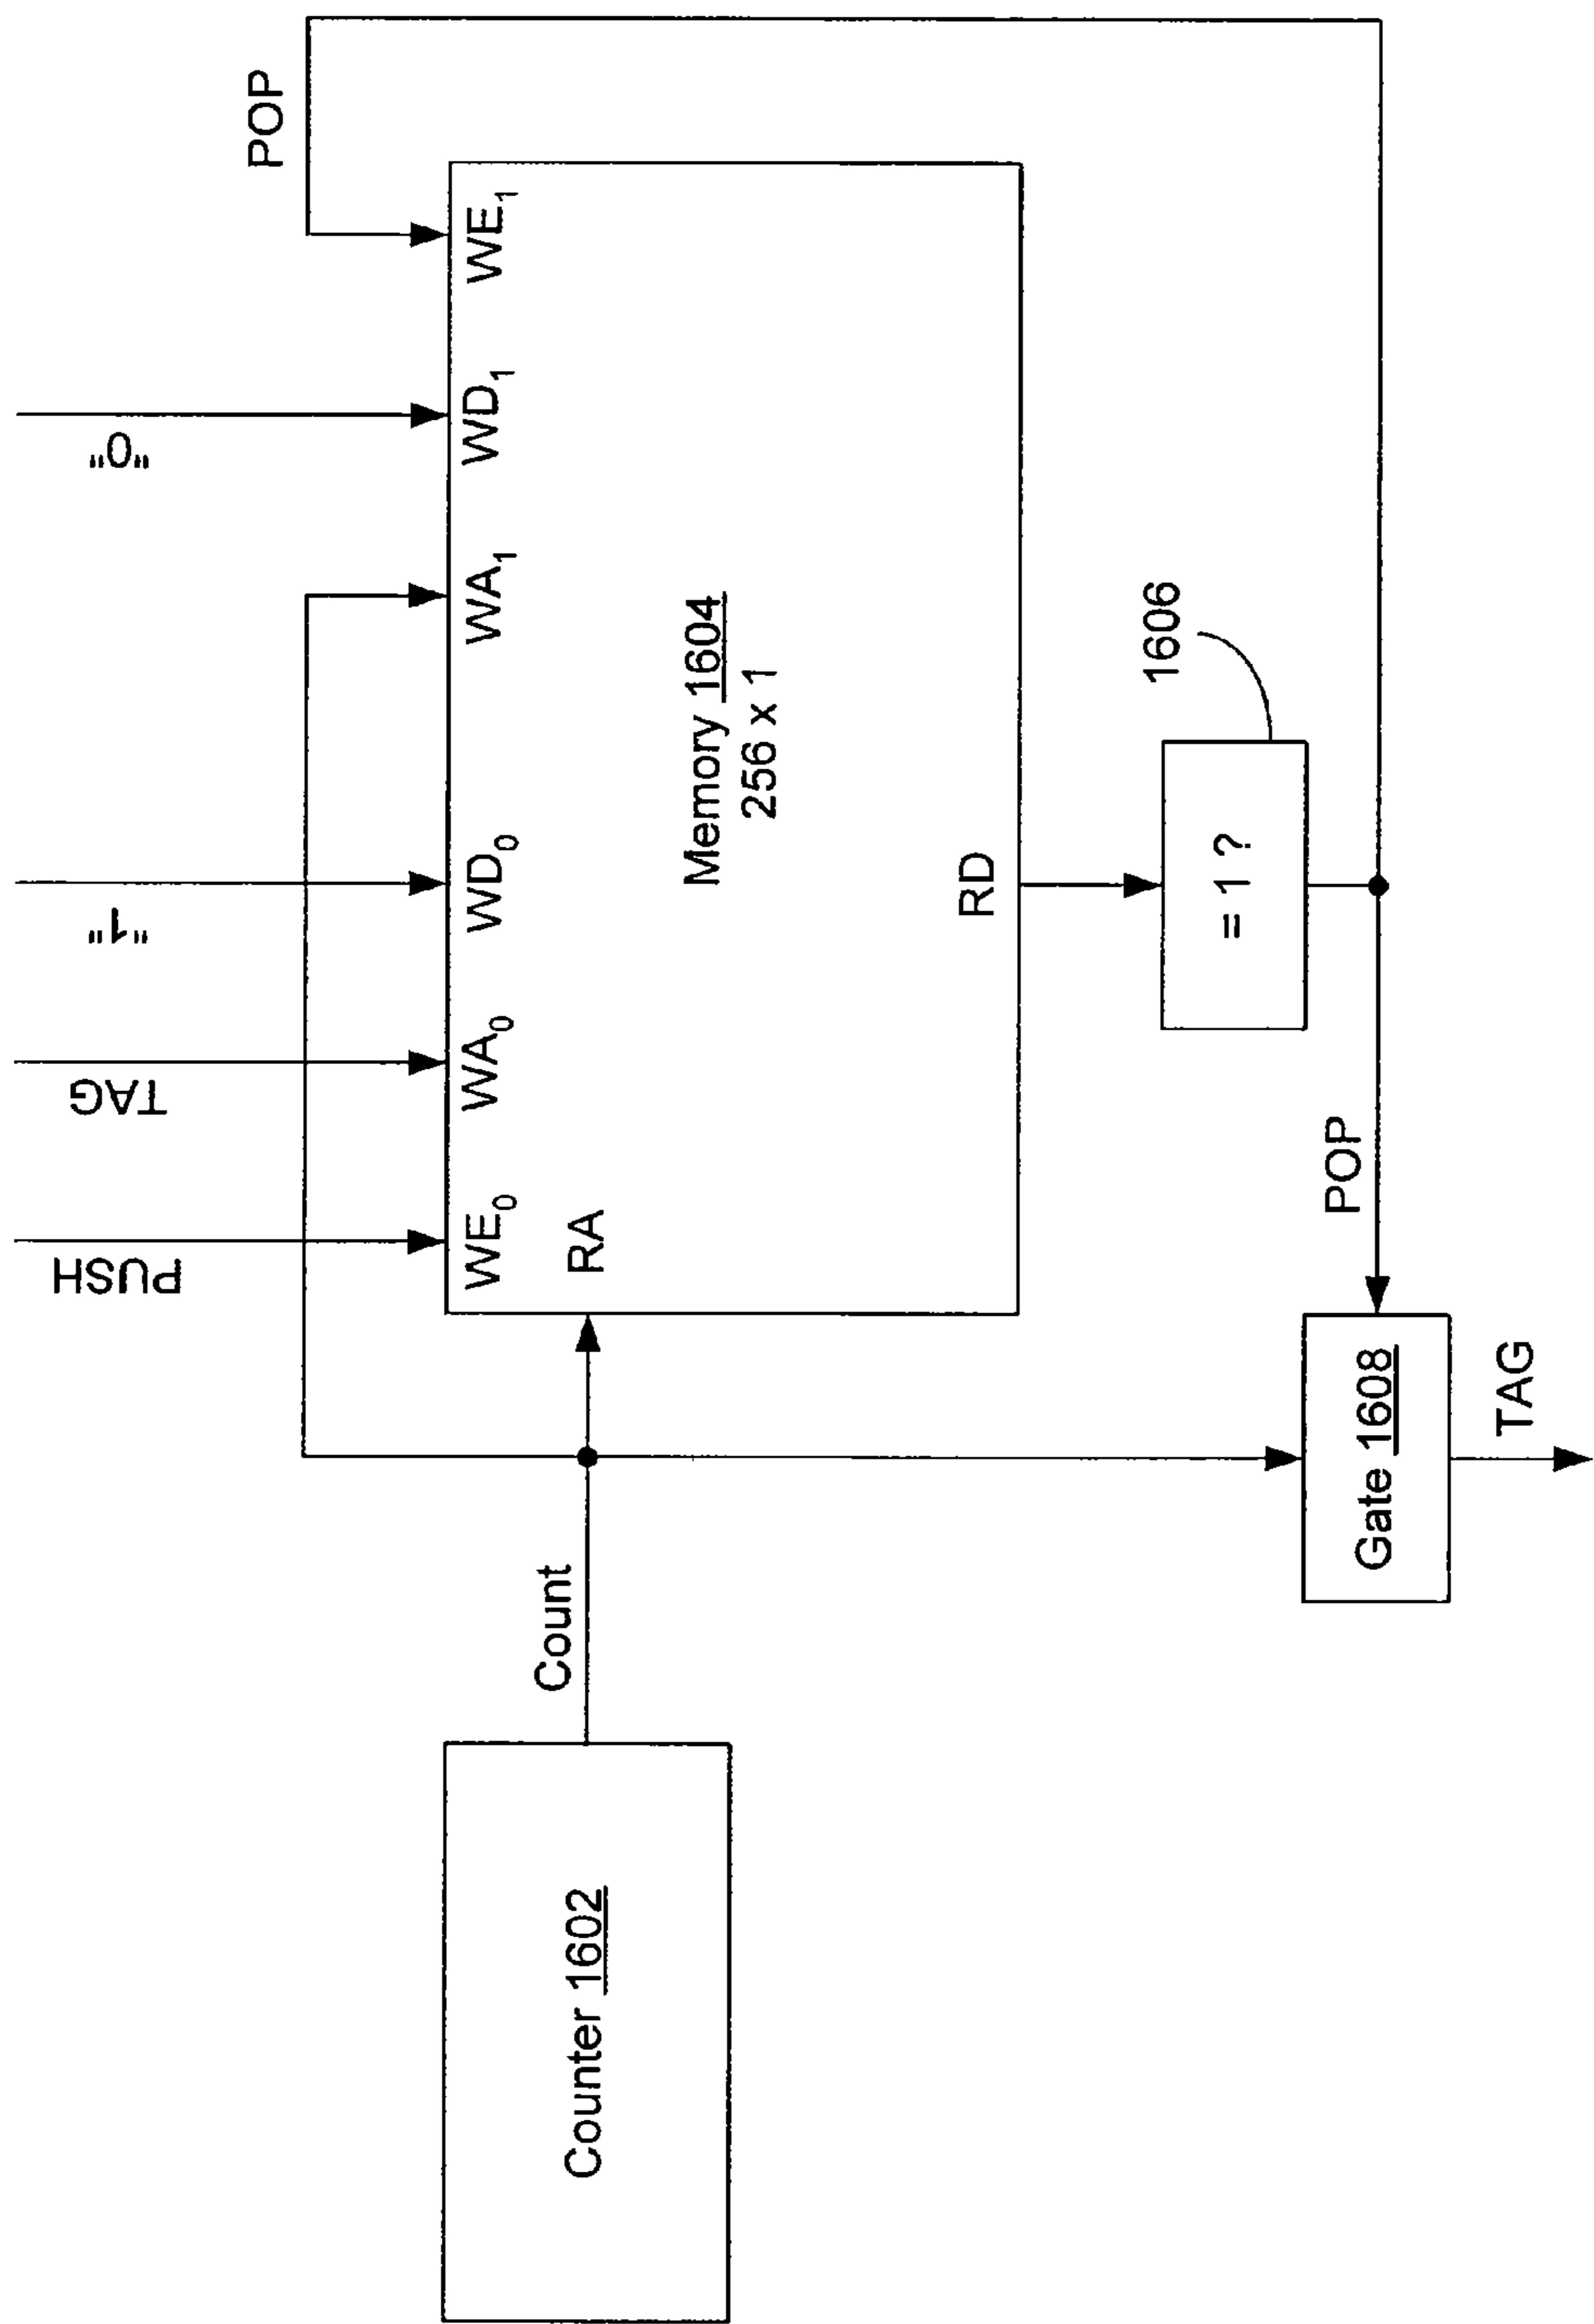 POP
"0"
"1"
TAG
PUSH
WE1
WD1
WA1
WD0
WA0
WE0
RA
Memory 1604
256 x 1
RD
1606
= 1 ?
POP
Count
Counter 1602
Gate 1608
TAG